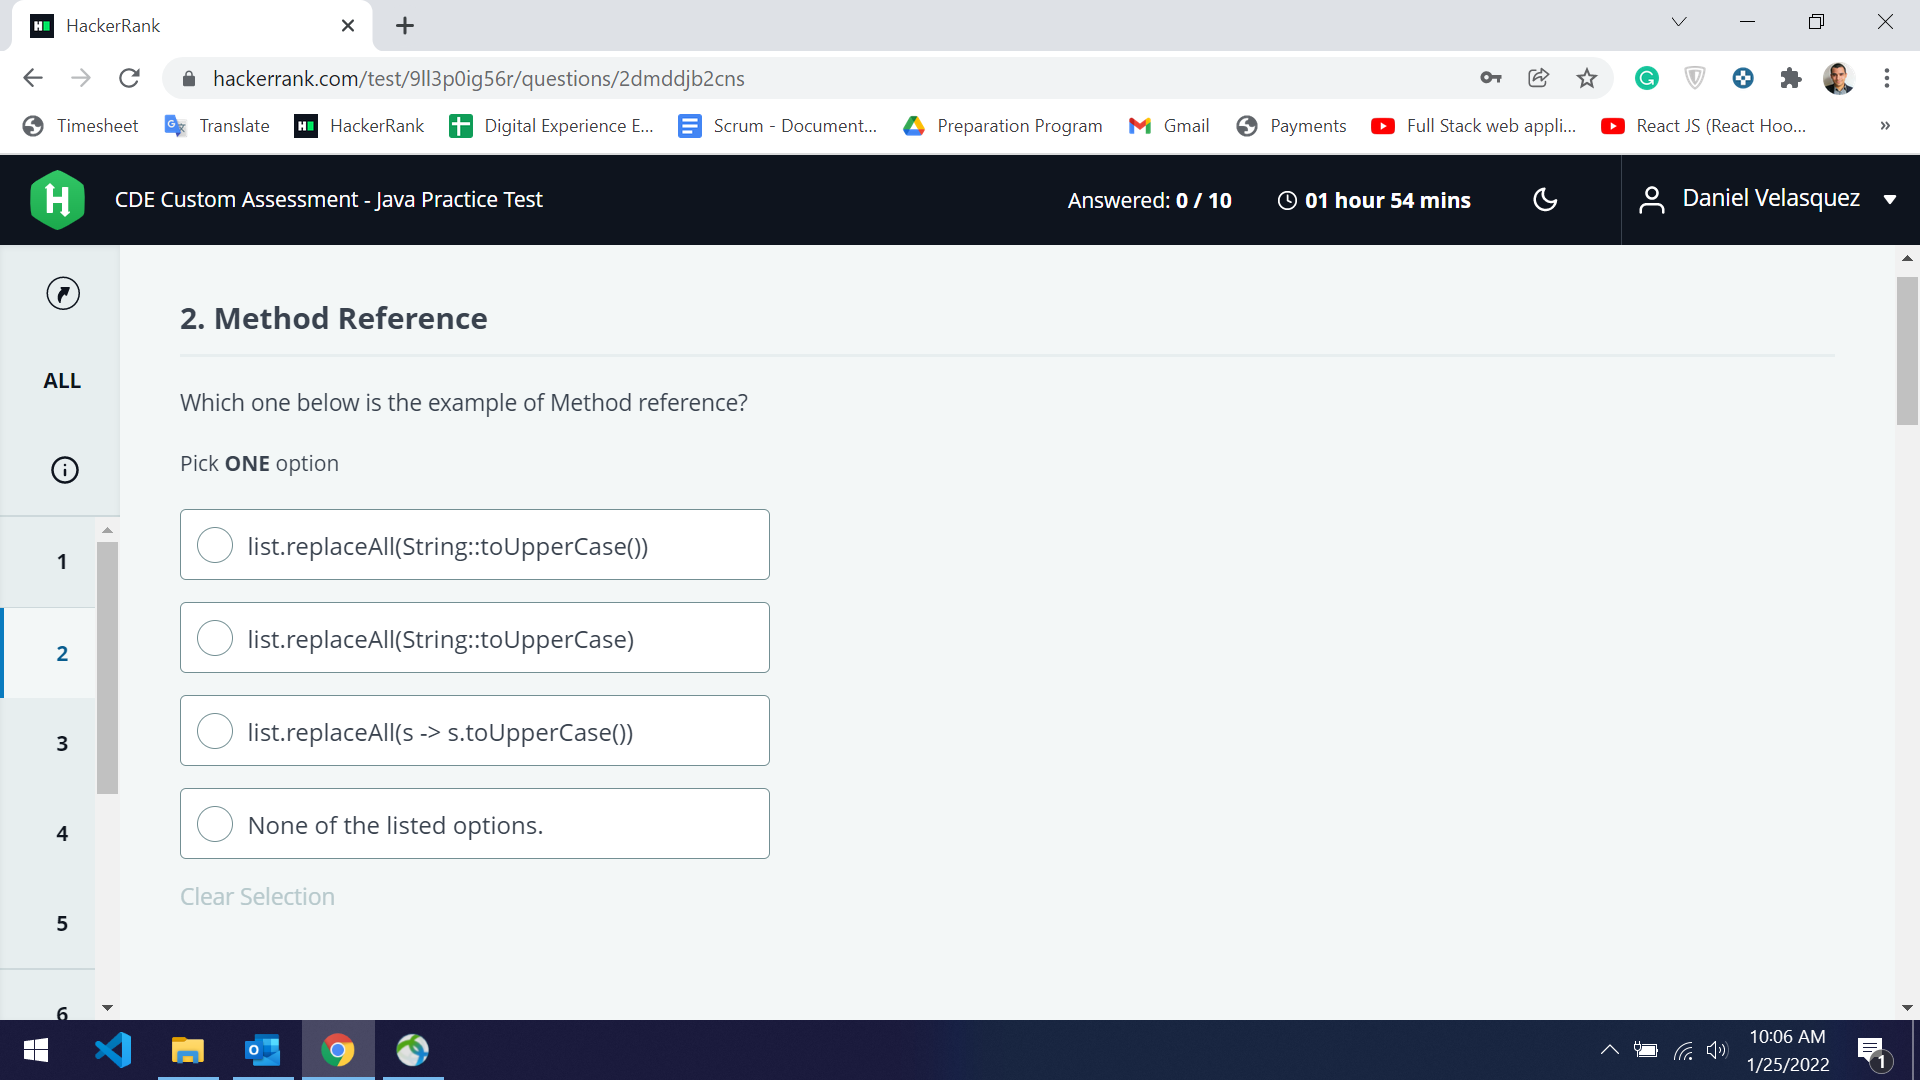 HackerRank
hackerrank.com/test/9ll3p0ig56r/questions/2dmddjb2cns
Timesheet Translate HackerRank Digital Experience E... Scrum - Document... Preparation Program Gmail Payments Full Stack web appli... React JS (React Hoo... »
CDE Custom Assessment - Java Practice Test Answered: 0 / 10 01 hour 54 mins Daniel Velasquez
ALL
1
2
3
4
5
6
2. Method Reference
Which one below is the example of Method reference?
Pick ONE option
list.replaceAll(String::toUpperCase())
list.replaceAll(String::toUpperCase)
list.replaceAll(s -> s.toUpperCase())
None of the listed options.
Clear Selection
10:06 AM
1/25/2022
1